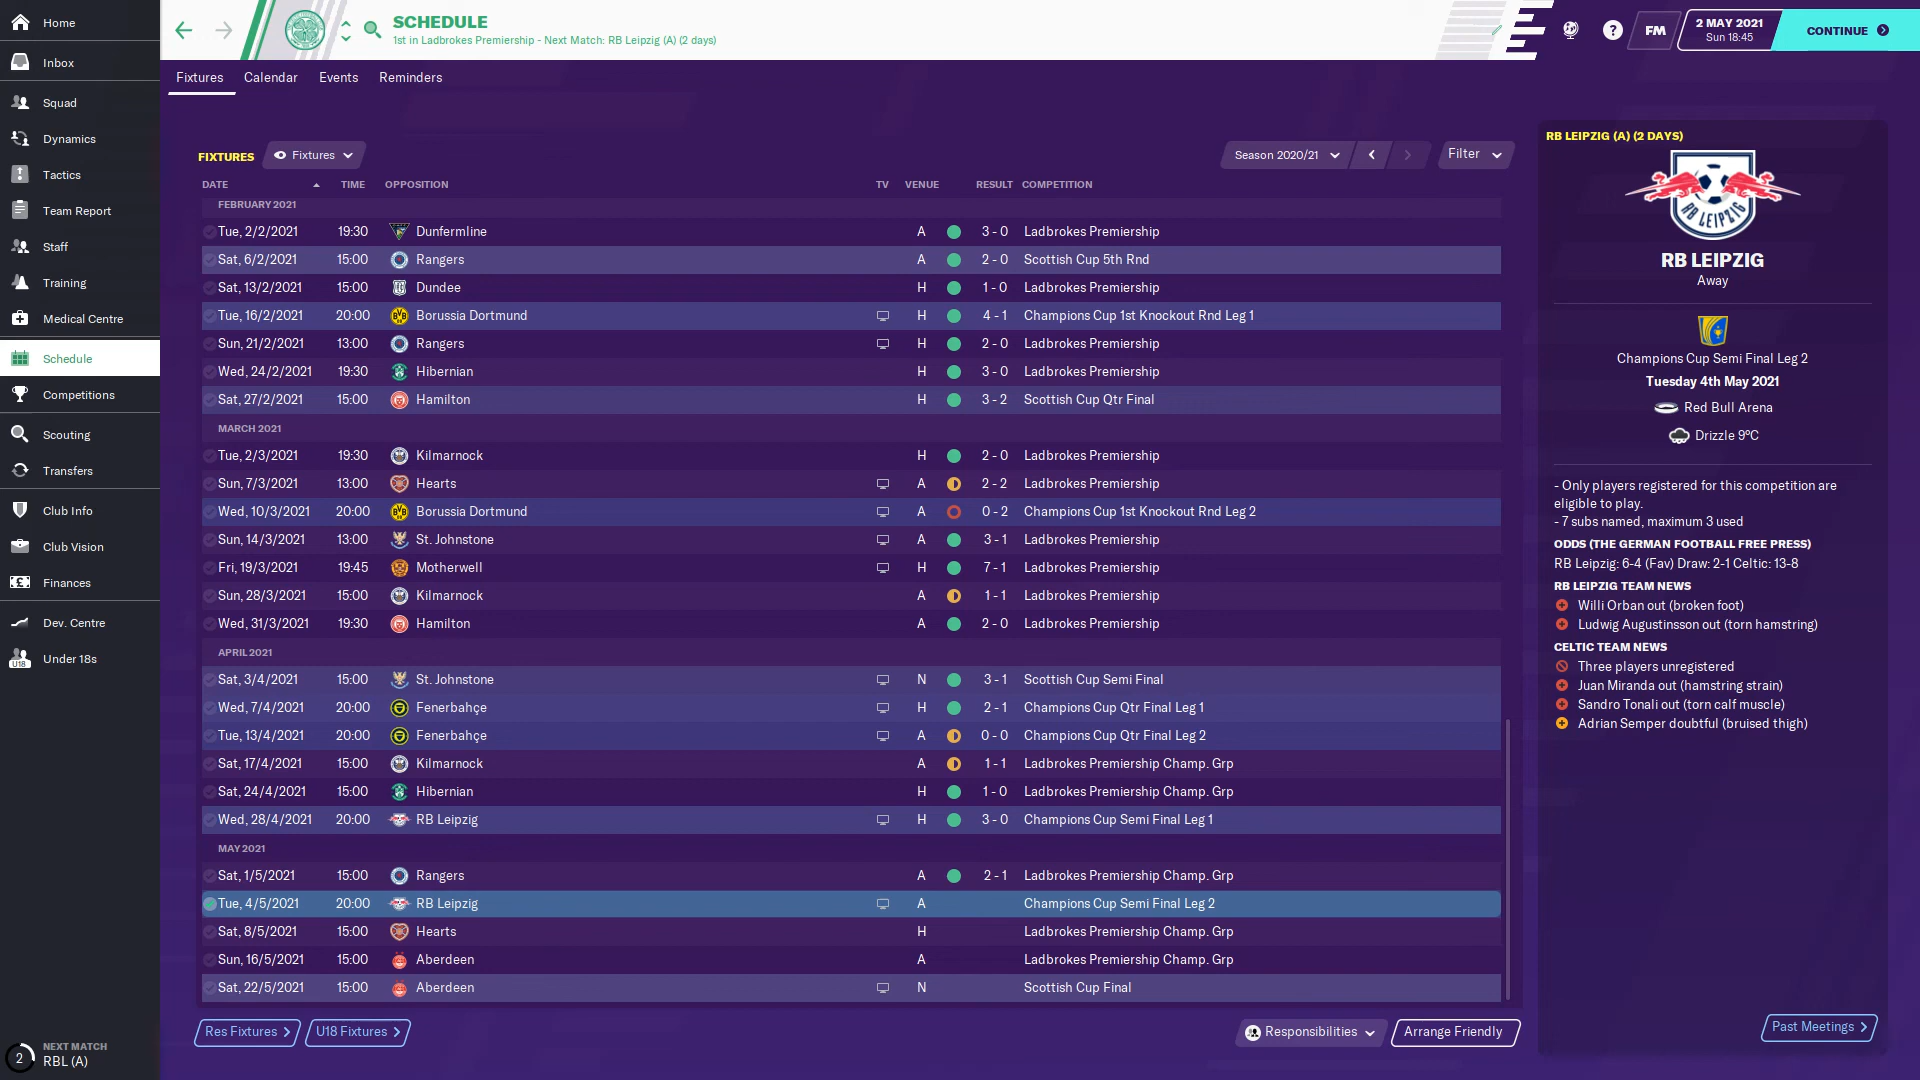 Home
Inbox
Squad
Dynamics
Tactics
Team Report
Staff
Training
Medical Centre
Schedule
Competitions
Scouting
Transfers
Club Info
Club Vision
Finances
Dev. Centre
U18 Under 18s
2 NEXT MATCH
RBL (A)
SCHEDULE
1st in Ladbrokes Premiership - Next Match: RB Leipzig (A) (2 days)
? FM
2 MAY 2021
Sun 18:45
CONTINUE
Fixtures Calendar Events Reminders
FIXTURES Fixtures Season 2020/21 Filter
DATE TIME OPPOSITION TV VENUE RESULT COMPETITION
FEBRUARY 2021
Tue, 2/2/2021 19:30 Dunfermline A 3 - 0 Ladbrokes Premiership
Sat, 6/2/2021 15:00 Rangers A 2 - 0 Scottish Cup 5th Rnd
Sat, 13/2/2021 15:00 Dundee H 1 - 0 Ladbrokes Premiership
Tue, 16/2/2021 20:00 Borussia Dortmund H 4 - 1 Champions Cup 1st Knockout Rnd Leg 1
Sun, 21/2/2021 13:00 Rangers H 2 - 0 Ladbrokes Premiership
Wed, 24/2/2021 19:30 Hibernian H 3 - 0 Ladbrokes Premiership
Sat, 27/2/2021 15:00 Hamilton H 3 - 2 Scottish Cup Qtr Final
MARCH 2021
Tue, 2/3/2021 19:30 Kilmarnock H 2 - 0 Ladbrokes Premiership
Sun, 7/3/2021 13:00 Hearts A 2 - 2 Ladbrokes Premiership
Wed, 10/3/2021 20:00 Borussia Dortmund A 0 - 2 Champions Cup 1st Knockout Rnd Leg 2
Sun, 14/3/2021 13:00 St. Johnstone A 3 - 1 Ladbrokes Premiership
Fri, 19/3/2021 19:45 Motherwell H 7 - 1 Ladbrokes Premiership
Sun, 28/3/2021 15:00 Kilmarnock A 1 - 1 Ladbrokes Premiership
Wed, 31/3/2021 19:30 Hamilton A 2 - 0 Ladbrokes Premiership
APRIL 2021
Sat, 3/4/2021 15:00 St. Johnstone N 3 - 1 Scottish Cup Semi Final
Wed, 7/4/2021 20:00 Fenerbahçe H 2 - 1 Champions Cup Qtr Final Leg 1
Tue, 13/4/2021 20:00 Fenerbahçe A 0 - 0 Champions Cup Qtr Final Leg 2
Sat, 17/4/2021 15:00 Kilmarnock A 1 - 1 Ladbrokes Premiership Champ. Grp
Sat, 24/4/2021 15:00 Hibernian H 1 - 0 Ladbrokes Premiership Champ. Grp
Wed, 28/4/2021 20:00 RB Leipzig H 3 - 0 Champions Cup Semi Final Leg 1
MAY 2021
Sat, 1/5/2021 15:00 Rangers A 2 - 1 Ladbrokes Premiership Champ. Grp
Tue, 4/5/2021 20:00 RB Leipzig A Champions Cup Semi Final Leg 2
Sat, 8/5/2021 15:00 Hearts H Ladbrokes Premiership Champ. Grp
Sun, 16/5/2021 15:00 Aberdeen A Ladbrokes Premiership Champ. Grp
Sat, 22/5/2021 15:00 Aberdeen N Scottish Cup Final
Res Fixtures U18 Fixtures Responsibilities Arrange Friendly
RB LEIPZIG (A) (2 DAYS)
RB LEIPZIG
RB LEIPZIG
Away
Champions Cup Semi Final Leg 2
Tuesday 4th May 2021
Red Bull Arena
Drizzle 9ºC
- Only players registered for this competition are
eligible to play.
- 7 subs named, maximum 3 used
ODDS (THE GERMAN FOOTBALL FREE PRESS)
RB Leipzig: 6-4 (Fav) Draw: 2-1 Celtic: 13-8
RB LEIPZIG TEAM NEWS
Willi Orban out (broken foot)
Ludwig Augustinsson out (torn hamstring)
CELTIC TEAM NEWS
Three players unregistered
Juan Miranda out (hamstring strain)
Sandro Tonali out (torn calf muscle)
Adrian Semper doubtful (bruised thigh)
Past Meetings